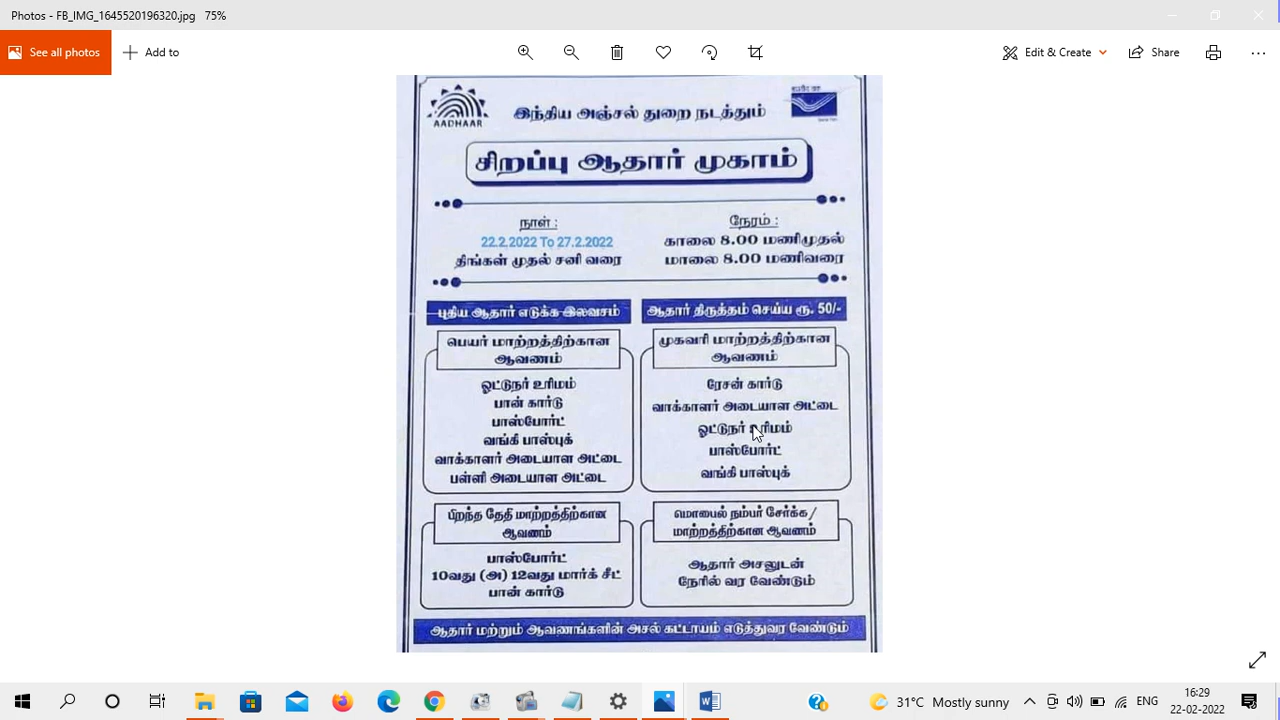 Photos - FB_IMG_1645520196320.jpg 75%
See all photos
Add to
Edit & Create
Share
AADHAAR
இந்திய அஞ்சல் துறை நடத்தும்
சிறப்பு ஆதார் முகாம்
நாள் :
22.2.2022 To 27.2.2022
திங்கள் முதல் சனி வரை
நேரம் :
காலை 8.00 மணிமுதல்
மாலை 8.00 மணிவரை
புதிய ஆதார் எடுக்க இலவசம்
ஆதார் திருத்தம் செய்ய ரூ. 50/-
பெயர் மாற்றத்திற்கான
ஆவணம்
ஓட்டுநர் உரிமம்
பான் கார்டு
பாஸ்போர்ட்
வங்கி பாஸ்புக்
வாக்காளர் அடையாள அட்டை
பள்ளி அடையாள அட்டை
முகவரி மாற்றத்திற்கான
ஆவணம்
ரேசன் கார்டு
வாக்காளர் அடையாள அட்டை
ஓட்டுநர் உரிமம்
பாஸ்போர்ட்
வங்கி பாஸ்புக்
பிறந்த தேதி மாற்றத்திற்கான
ஆவணம்
பாஸ்போர்ட்
10வது (அ) 12வது மார்க் சீட்
பான் கார்டு
மொபைல் நம்பர் சேர்க்க/
மாற்றத்திற்கான ஆவணம்
ஆதார் அசலுடன்
நேரில் வர வேண்டும்
ஆதார் மற்றும் ஆவணங்களின் அசல் கட்டாயம் எடுத்துவர வேண்டும்
31°C Mostly sunny
ENG
16:29
22-02-2022